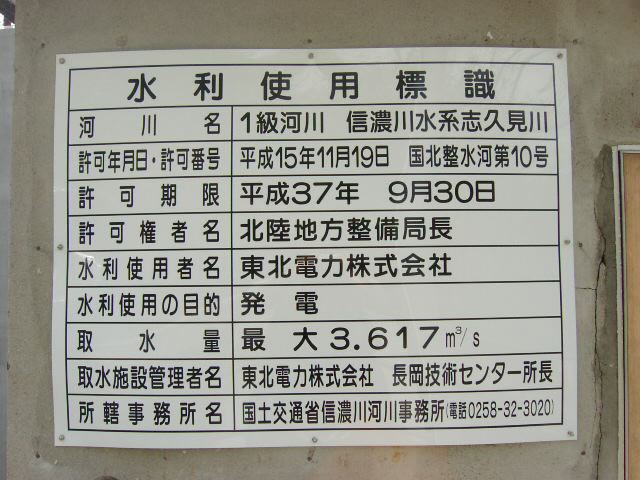 水利使用標識
河川名 1級河川 信濃川水系志久見川
許可年月日・許可番号 平成15年11月19日 国北整水河第10号
許可期限 平成37年 9月30日
許可権者名 北陸地方整備局長
水利使用者名 東北電力株式会社
水利使用の目的 発電
取水量 最大3.617m³/s
取水施設管理者名 東北電力株式会社 長岡技術センター所長
所轄事務所名 国土交通省信濃川河川事務所(電話0258-32-3020)